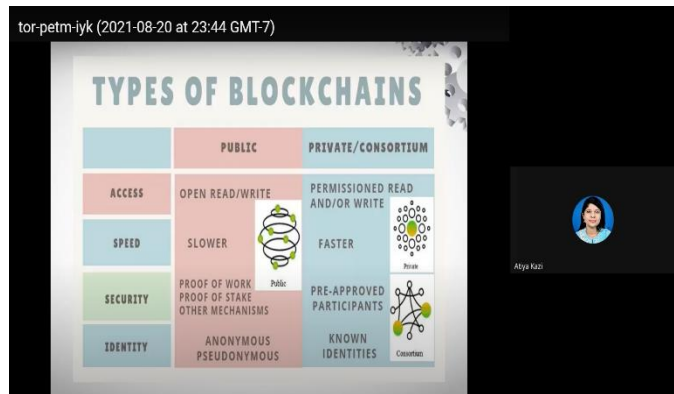 tor-petm-iyk (2021-08-20 at 23:44 GMT-7)
TYPES OF BLOCKCHAINS
PUBLIC PRIVATE/CONSORTIUM
ACCESS OPEN READ/WRITE PERMISSIONED READ
AND/OR WRITE
SPEED SLOWER FASTER
Public Private
SECURITY PROOF OF WORK PRE-APPROVED
PROOF OF STAKE PARTICIPANTS
OTHER MECHANISMS
IDENTITY ANONYMOUS KNOWN
PSEUDONYMOUS IDENTITIES
Consortium
Atiya Kazi